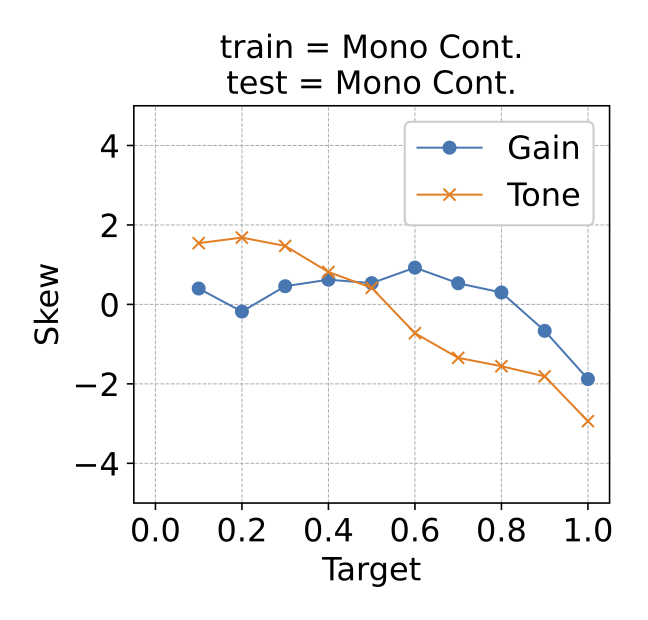 train = Mono Cont.
test = Mono Cont.
Gain
Tone
Skew
4
2
0
−2
−4
0.0 0.2 0.4 0.6 0.8 1.0
Target